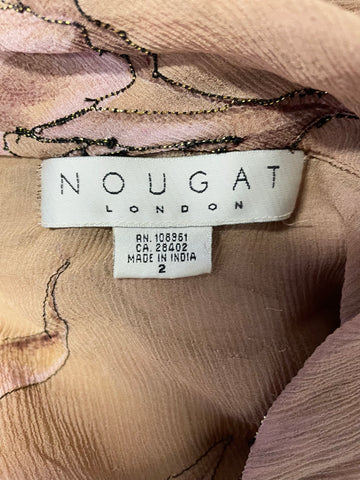 NOUGAT
LONDON
RN. 106961
CA. 28402
MADE IN INDIA
2